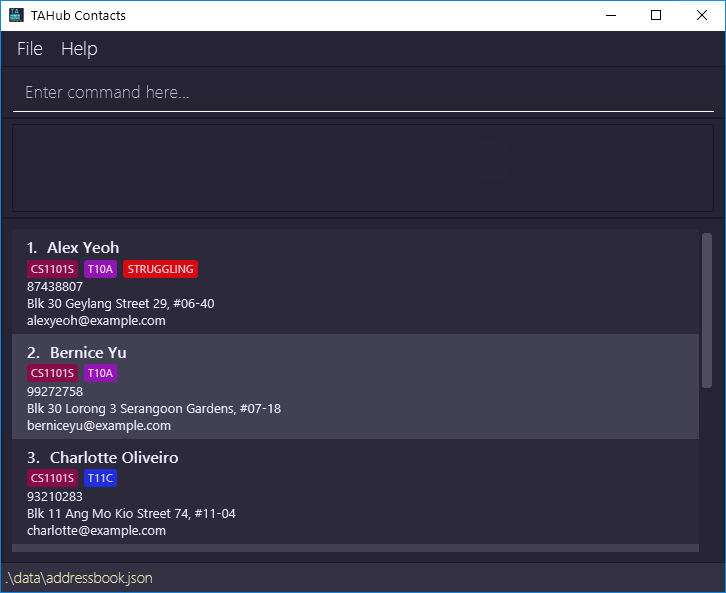 TAHub Contacts
File Help
Enter command here...
1. Alex Yeoh
CS1101S T10A STRUGGLING
87438807
Blk 30 Geylang Street 29, #06-40
alexyeoh@example.com
2. Bernice Yu
CS1101S T10A
99272758
Blk 30 Lorong 3 Serangoon Gardens, #07-18
berniceyu@example.com
3. Charlotte Oliveiro
CS1101S T11C
93210283
Blk 11 Ang Mo Kio Street 74, #11-04
charlotte@example.com
.\data\addressbook.json